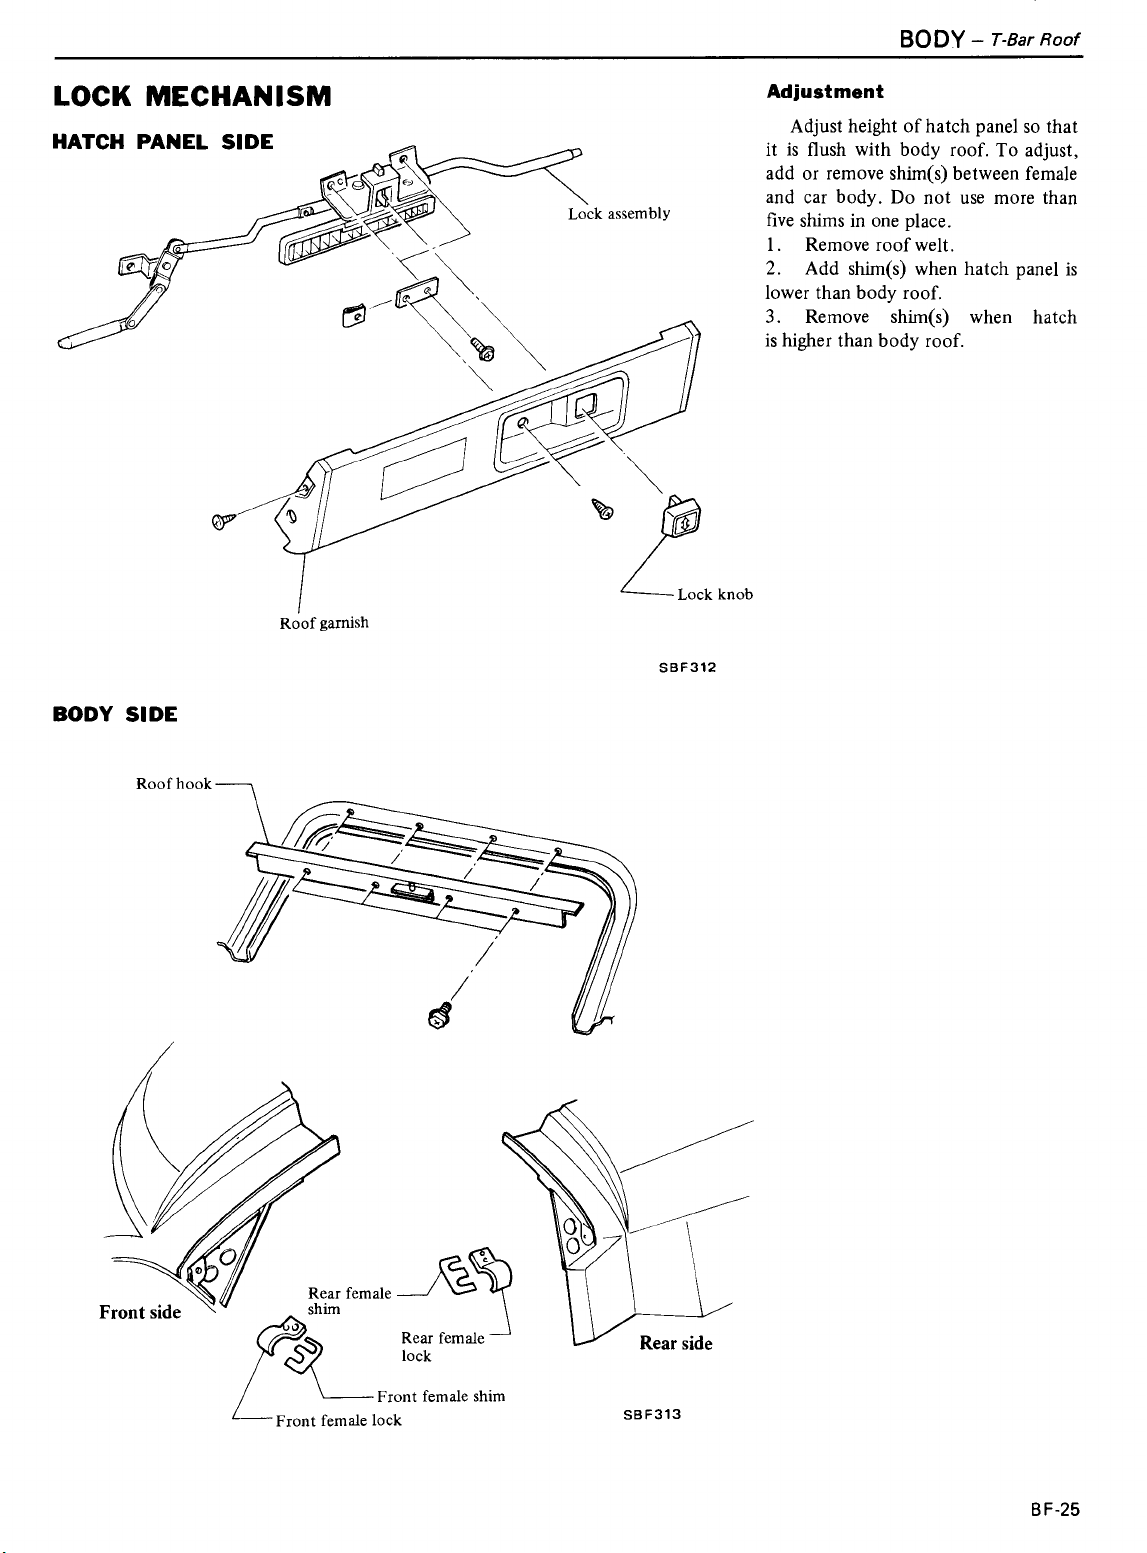 BODY – T-Bar Roof
LOCK MECHANISM
HATCH PANEL SIDE
Lock assembly
Lock knob
Roof garnish
SBF312
BODY SIDE
Roof hook
Front side
Rear female
shim
Rear female
lock
Front female shim
Front female lock
Rear side
SBF313
Adjustment
Adjust height of hatch panel so that
it is flush with body roof. To adjust,
add or remove shim(s) between female
and car body. Do not use more than
five shims in one place.
1. Remove roof welt.
2. Add shim(s) when hatch panel is
lower than body roof.
3. Remove shim(s) when hatch
is higher than body roof.
BF-25